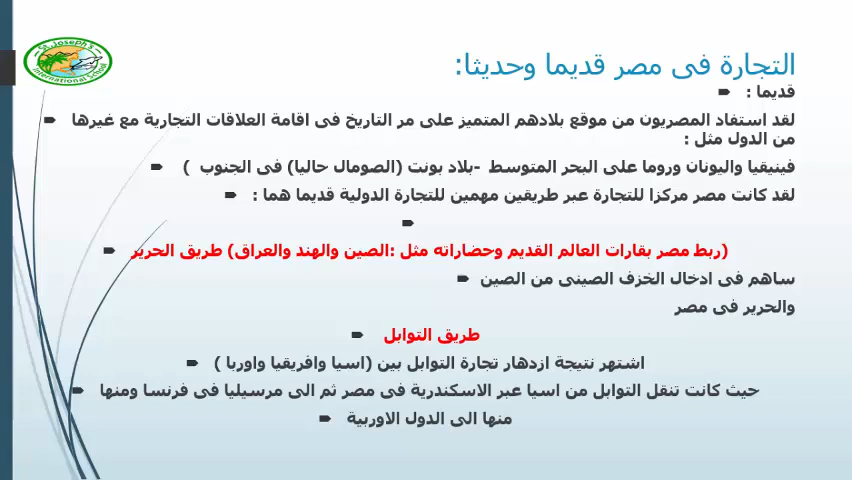 St. Joseph's
International School
التجارة فى مصر قديما وحديثا:
قديما :
لقد استفاد المصريون من موقع بلادهم المتميز على مر التاريخ فى اقامة العلاقات التجارية مع غيرها
من الدول مثل :
فينيقيا واليونان وروما على البحر المتوسط -بلاد بونت (الصومال حاليا) فى الجنوب )
لقد كانت مصر مركزا للتجارة عبر طريقين مهمين للتجارة الدولية قديما هما :
(ربط مصر بقارات العالم القديم وحضاراته مثل :الصين والهند والعراق) طريق الحرير
ساهم فى ادخال الخزف الصينى من الصين
والحرير فى مصر
طريق التوابل
اشتهر نتيجة ازدهار تجارة التوابل بين (اسيا وافريقيا واوربا )
حيث كانت تنقل التوابل من اسيا عبر الاسكندرية فى مصر ثم الى مرسيليا فى فرنسا ومنها
منها الى الدول الاوربية